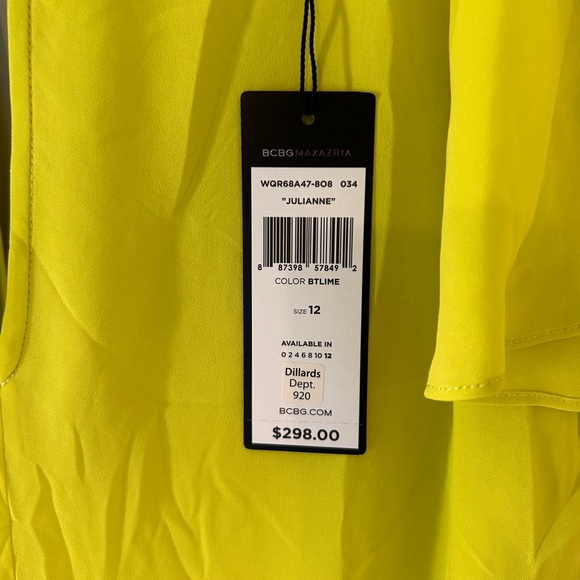 BCBGMAXAZRIA
WQR68A47-8O8 034
"JULIANNE"
8 87398 57849 2
COLOR BTLIME
SIZE 12
AVAILABLE IN
0 2 4 6 8 10 12
Dillards
Dept.
920
BCBG.COM
$298.00